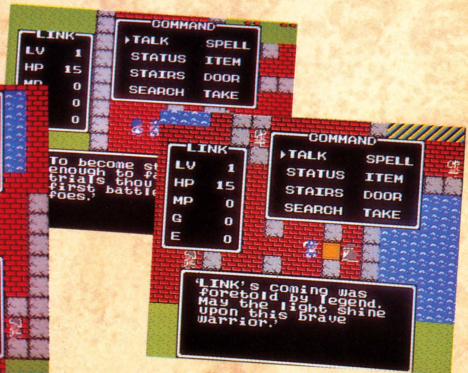 LINK
LV 1
HP 15
MP 0
0
0
COMMAND
TALK SPELL
STATUS ITEM
STAIRS DOOR
SEARCH TAKE
To become st
enough to fa
trials thou
first battl
foes.'
LINK
LV 1
HP 15
MP 0
G 0
E 0
COMMAND
TALK SPELL
STATUS ITEM
STAIRS DOOR
SEARCH TAKE
'LINK's coming was
foretold by legend.
May the light shine
upon this brave
warrior.'